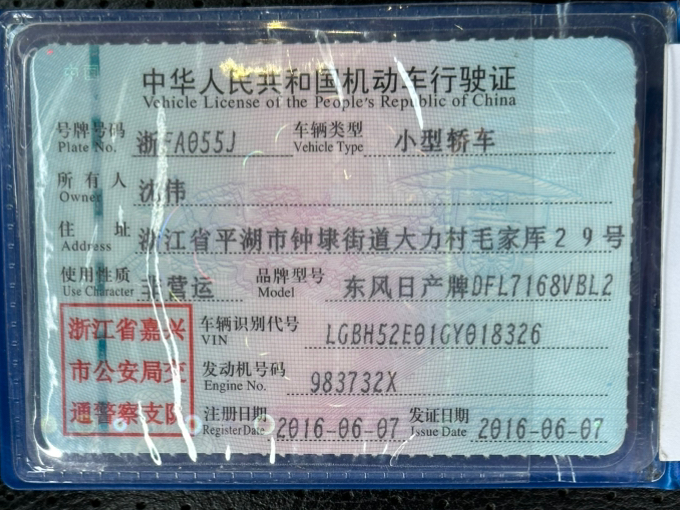 中华人民共和国机动车行驶证
Vehicle License of the People's Republic of China
号牌号码 浙FA055J 车辆类型 小型轿车
Plate No. Vehicle Type
所有人 沈伟
Owner
住址 浙江省平湖市钟埭街道大力村毛家厍29号
Address
使用性质 非营运 品牌型号 东风日产牌DFL7168VBL2
Use Character Model
浙江省嘉兴
市公安局交
通警察支队
车辆识别代号 LGBH52E01GY018326
VIN
发动机号码 983732X
Engine No.
注册日期 2016-06-07 发证日期 2016-06-07
Register Date Issue Date